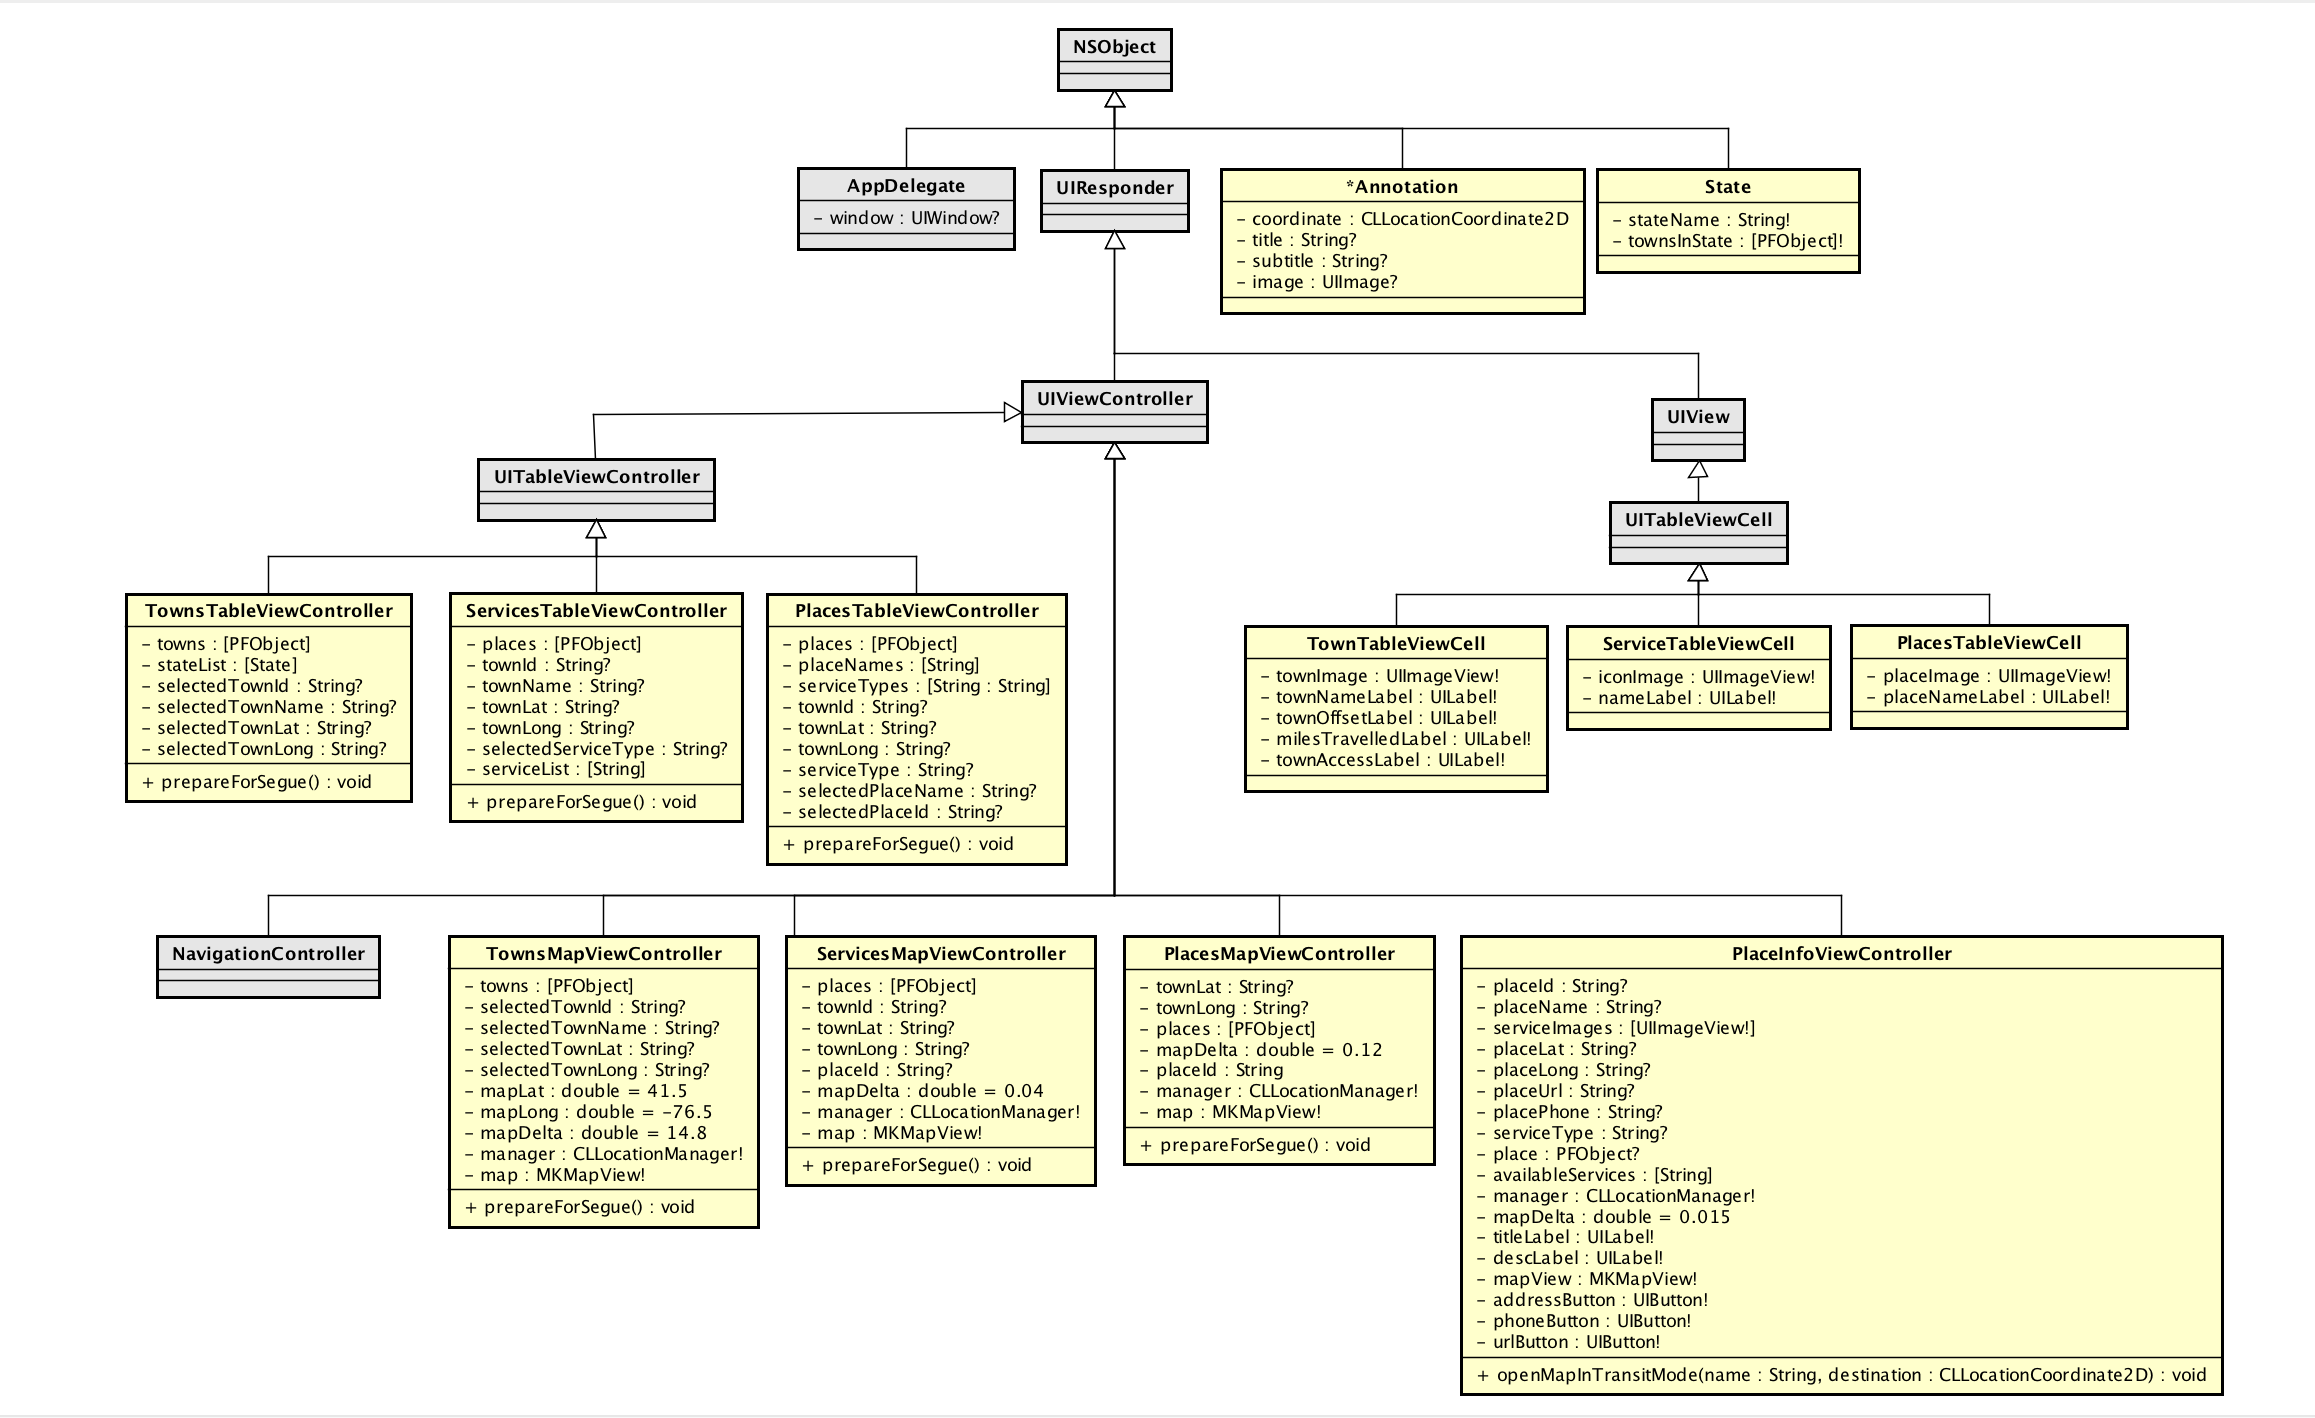 NSObject
AppDelegate
- window : UIWindow?
UIResponder
*Annotation
- coordinate : CLLocationCoordinate2D
- title : String?
- subtitle : String?
- image : UIImage?
State
- stateName : String!
- townsInState : [PFObject]!
UIViewController
UIView
UITableViewController
UITableViewCell
TownsTableViewController
- towns : [PFObject]
- stateList : [State]
- selectedTownId : String?
- selectedTownName : String?
- selectedTownLat : String?
- selectedTownLong : String?
+ prepareForSegue() : void
ServicesTableViewController
- places : [PFObject]
- townId : String?
- townName : String?
- townLat : String?
- townLong : String?
- selectedServiceType : String?
- serviceList : [String]
+ prepareForSegue() : void
PlacesTableViewController
- places : [PFObject]
- placeNames : [String]
- serviceTypes : [String : String]
- townId : String?
- townLat : String?
- townLong : String?
- serviceType : String?
- selectedPlaceName : String?
- selectedPlaceId : String?
+ prepareForSegue() : void
TownTableViewCell
- townImage : UIImageView!
- townNameLabel : UILabel!
- townOffsetLabel : UILabel!
- milesTravelledLabel : UILabel!
- townAccessLabel : UILabel!
ServiceTableViewCell
- iconImage : UIImageView!
- nameLabel : UILabel!
PlacesTableViewCell
- placeImage : UIImageView!
- placeNameLabel : UILabel!
NavigationController
TownsMapViewController
- towns : [PFObject]
- selectedTownId : String?
- selectedTownName : String?
- selectedTownLat : String?
- selectedTownLong : String?
- mapLat : double = 41.5
- mapLong : double = -76.5
- mapDelta : double = 14.8
- manager : CLLocationManager!
- map : MKMapView!
+ prepareForSegue() : void
ServicesMapViewController
- places : [PFObject]
- townId : String?
- townLat : String?
- townLong : String?
- placeId : String?
- mapDelta : double = 0.04
- manager : CLLocationManager!
- map : MKMapView!
+ prepareForSegue() : void
PlacesMapViewController
- townLat : String?
- townLong : String?
- places : [PFObject]
- mapDelta : double = 0.12
- placeId : String
- manager : CLLocationManager!
- map : MKMapView!
+ prepareForSegue() : void
PlaceInfoViewController
- placeId : String?
- placeName : String?
- serviceImages : [UIImageView!]
- placeLat : String?
- placeLong : String?
- placeUrl : String?
- placePhone : String?
- serviceType : String?
- place : PFObject?
- availableServices : [String]
- manager : CLLocationManager!
- mapDelta : double = 0.015
- titleLabel : UILabel!
- descLabel : UILabel!
- mapView : MKMapView!
- addressButton : UIButton!
- phoneButton : UIButton!
- urlButton : UIButton!
+ openMapInTransitMode(name : String, destination : CLLocationCoordinate2D) : void